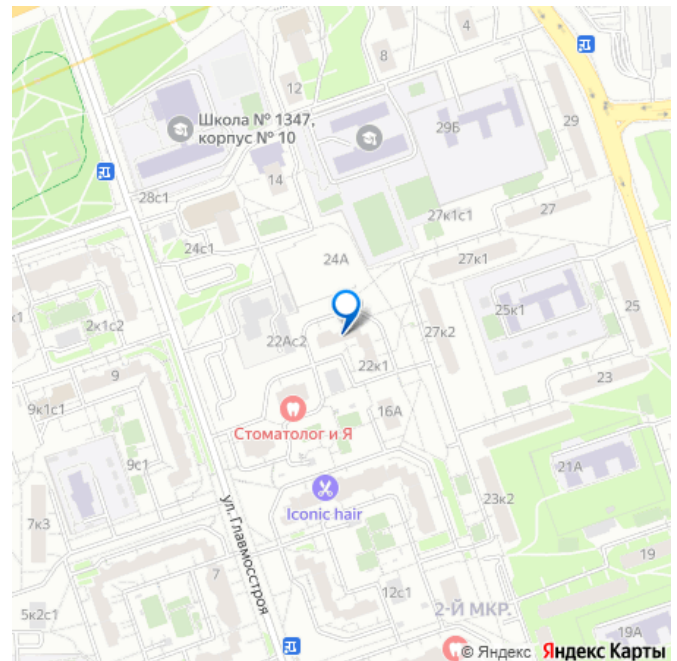 4
8
12
Школа № 1347,
корпус № 10
29Б
29
14
28с1
27к1с1
27
24с1
24А
27к1
к1
2к1с2
25к1
25
22Ас2
27к2
22к1
9
23
9к1с1
16А
Стоматолог и Я
9с1
21А
Iconic hair
23к2
7к3
ул. Главмосстроя
19
7
12с1
5к2с1
2-Й МКР.
19А
© Яндекс Яндекс Карты